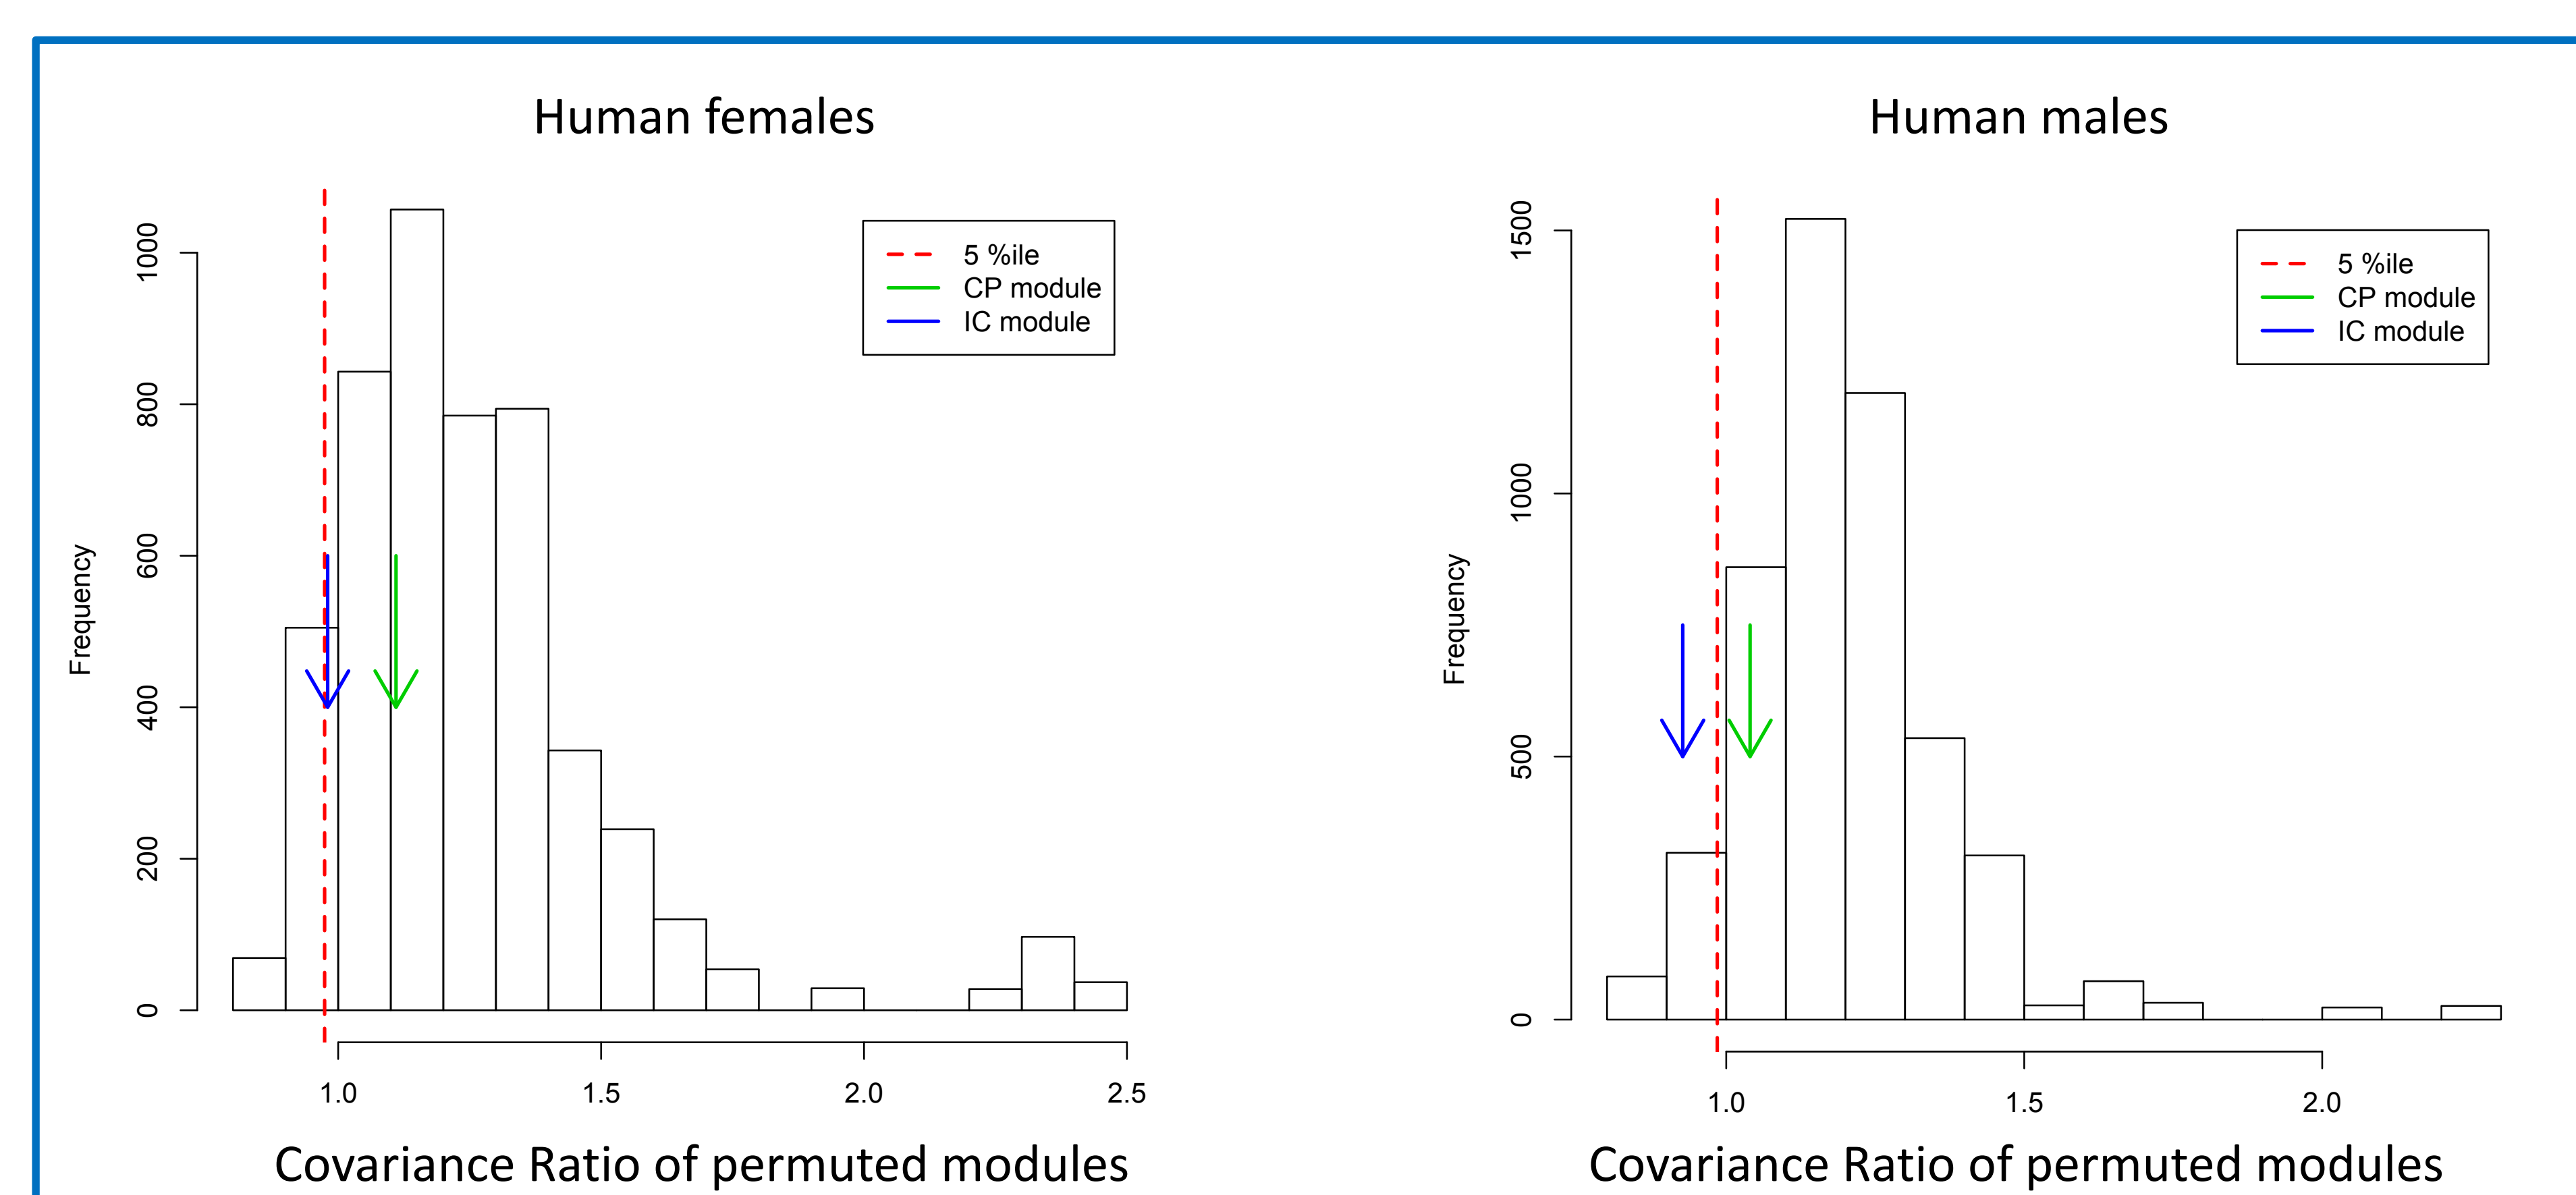 Human females
1000
800
600
400
200
0
Frequency
5 %ile
CP module
IC module
1.0 1.5 2.0 2.5
Covariance Ratio of permuted modules
Human males
1500
1000
500
0
Frequency
5 %ile
CP module
IC module
1.0 1.5 2.0
Covariance Ratio of permuted modules